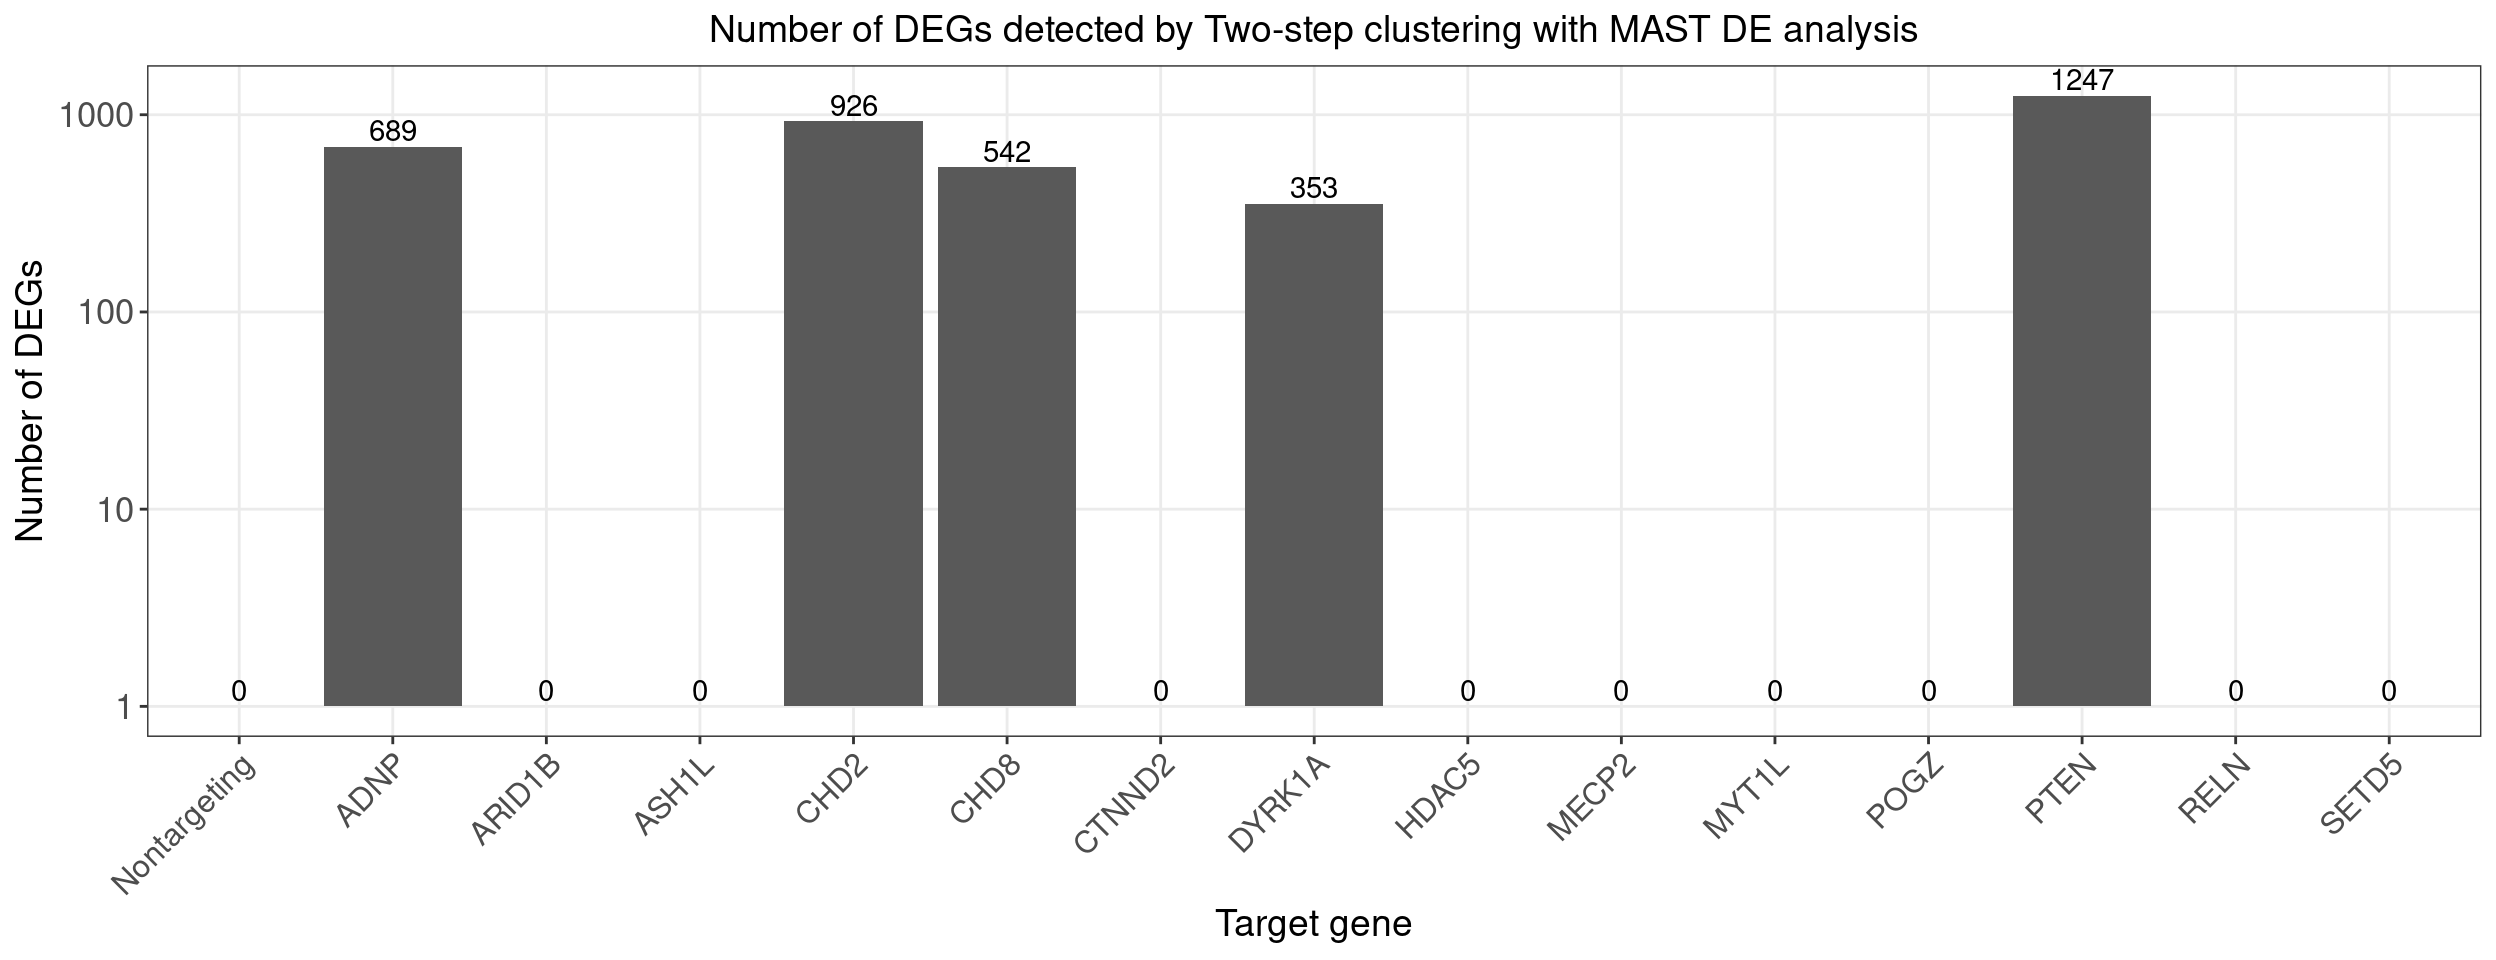 Number of DEGs detected by Two-step clustering with MAST DE analysis
Number of DEGs
1000
100
10
1
0
689
0
0
926
542
0
353
0
0
0
0
1247
0
0
Nontargeting
ADNP
ARID1B
ASH1L
CHD2
CHD8
CTNND2
DYRK1A
HDAC5
MECP2
MYT1L
POGZ
PTEN
RELN
SETD5
Target gene